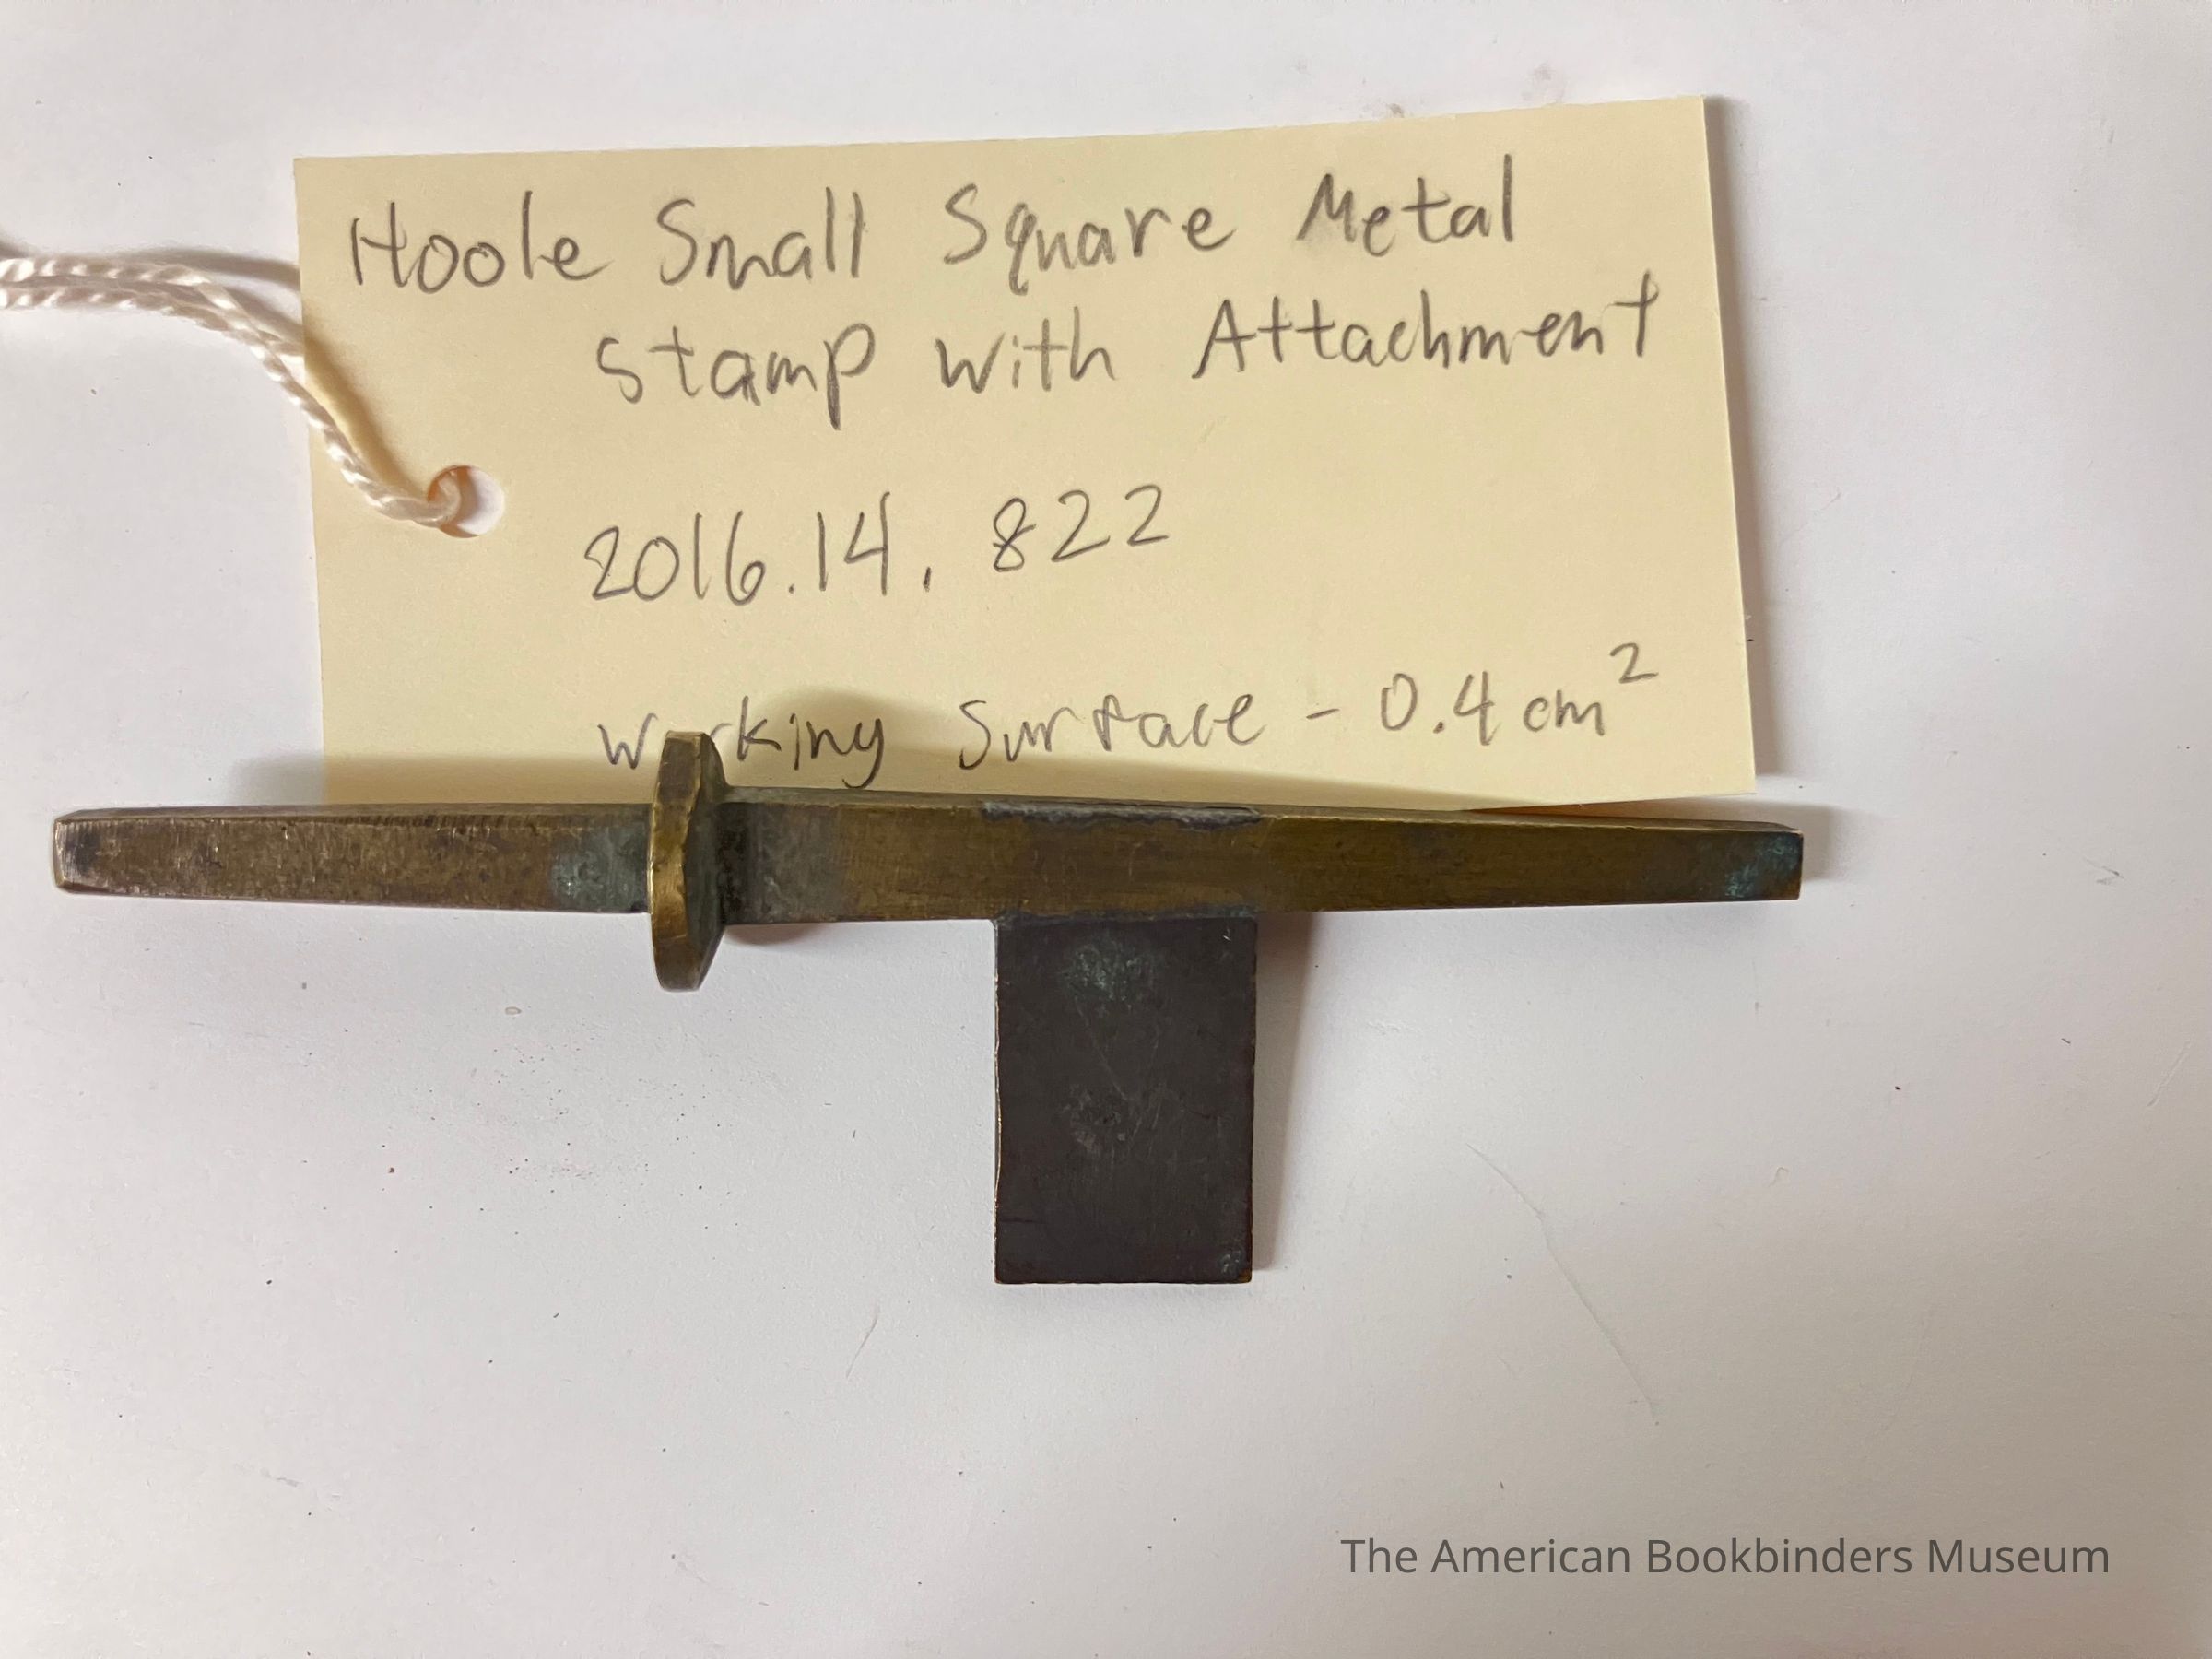 Hoole Small Square Metal
Stamp with Attachment
2016.14.822
Working Surface - 0.4 cm²
The American Bookbinders Museum